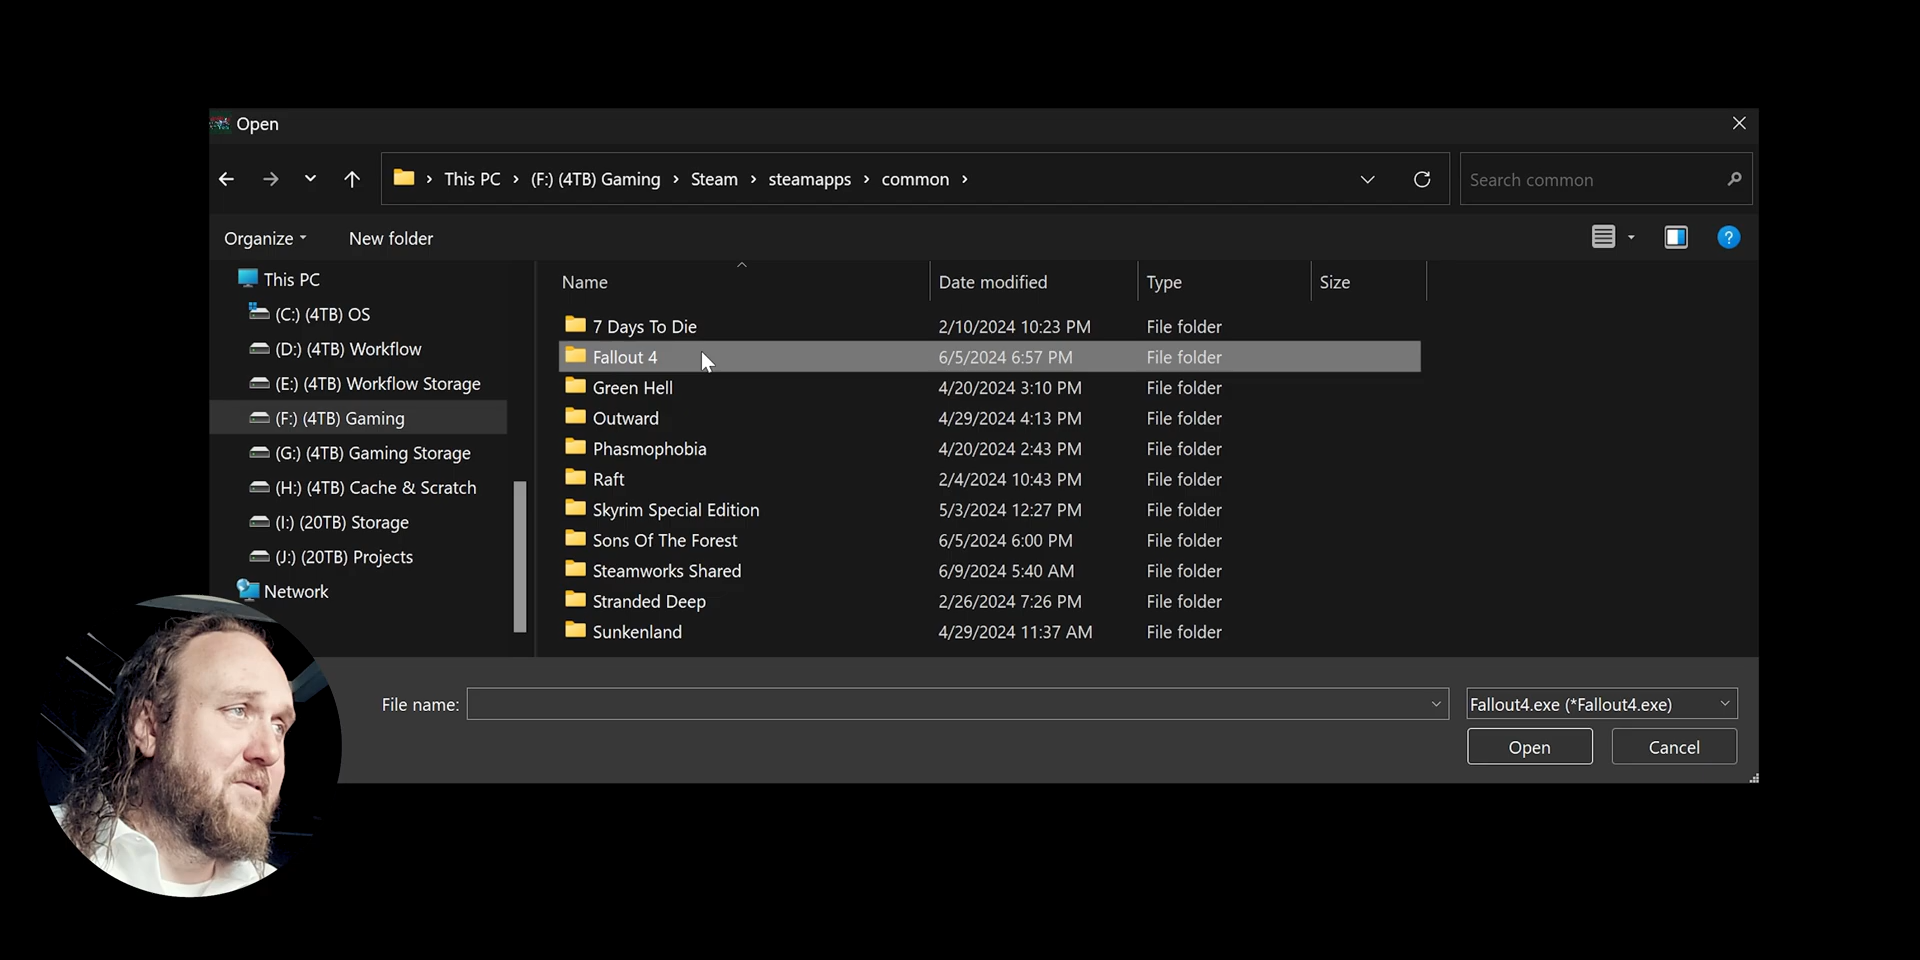 Open
This PC > (F:) (4TB) Gaming > Steam > steamapps > common >
Search common
Organize
New folder
?
This PC
(C:) (4TB) OS
(D:) (4TB) Workflow
(E:) (4TB) Workflow Storage
(F:) (4TB) Gaming
(G:) (4TB) Gaming Storage
(H:) (4TB) Cache & Scratch
(I:) (20TB) Storage
(J:) (20TB) Projects
Network
Name Date modified Type Size
7 Days To Die 2/10/2024 10:23 PM File folder
Fallout 4 6/5/2024 6:57 PM File folder
Green Hell 4/20/2024 3:10 PM File folder
Outward 4/29/2024 4:13 PM File folder
Phasmophobia 4/20/2024 2:43 PM File folder
Raft 2/4/2024 10:43 PM File folder
Skyrim Special Edition 5/3/2024 12:27 PM File folder
Sons Of The Forest 6/5/2024 6:00 PM File folder
Steamworks Shared 6/9/2024 5:40 AM File folder
Stranded Deep 2/26/2024 7:26 PM File folder
Sunkenland 4/29/2024 11:37 AM File folder
File name:
Fallout4.exe (*Fallout4.exe)
Open
Cancel